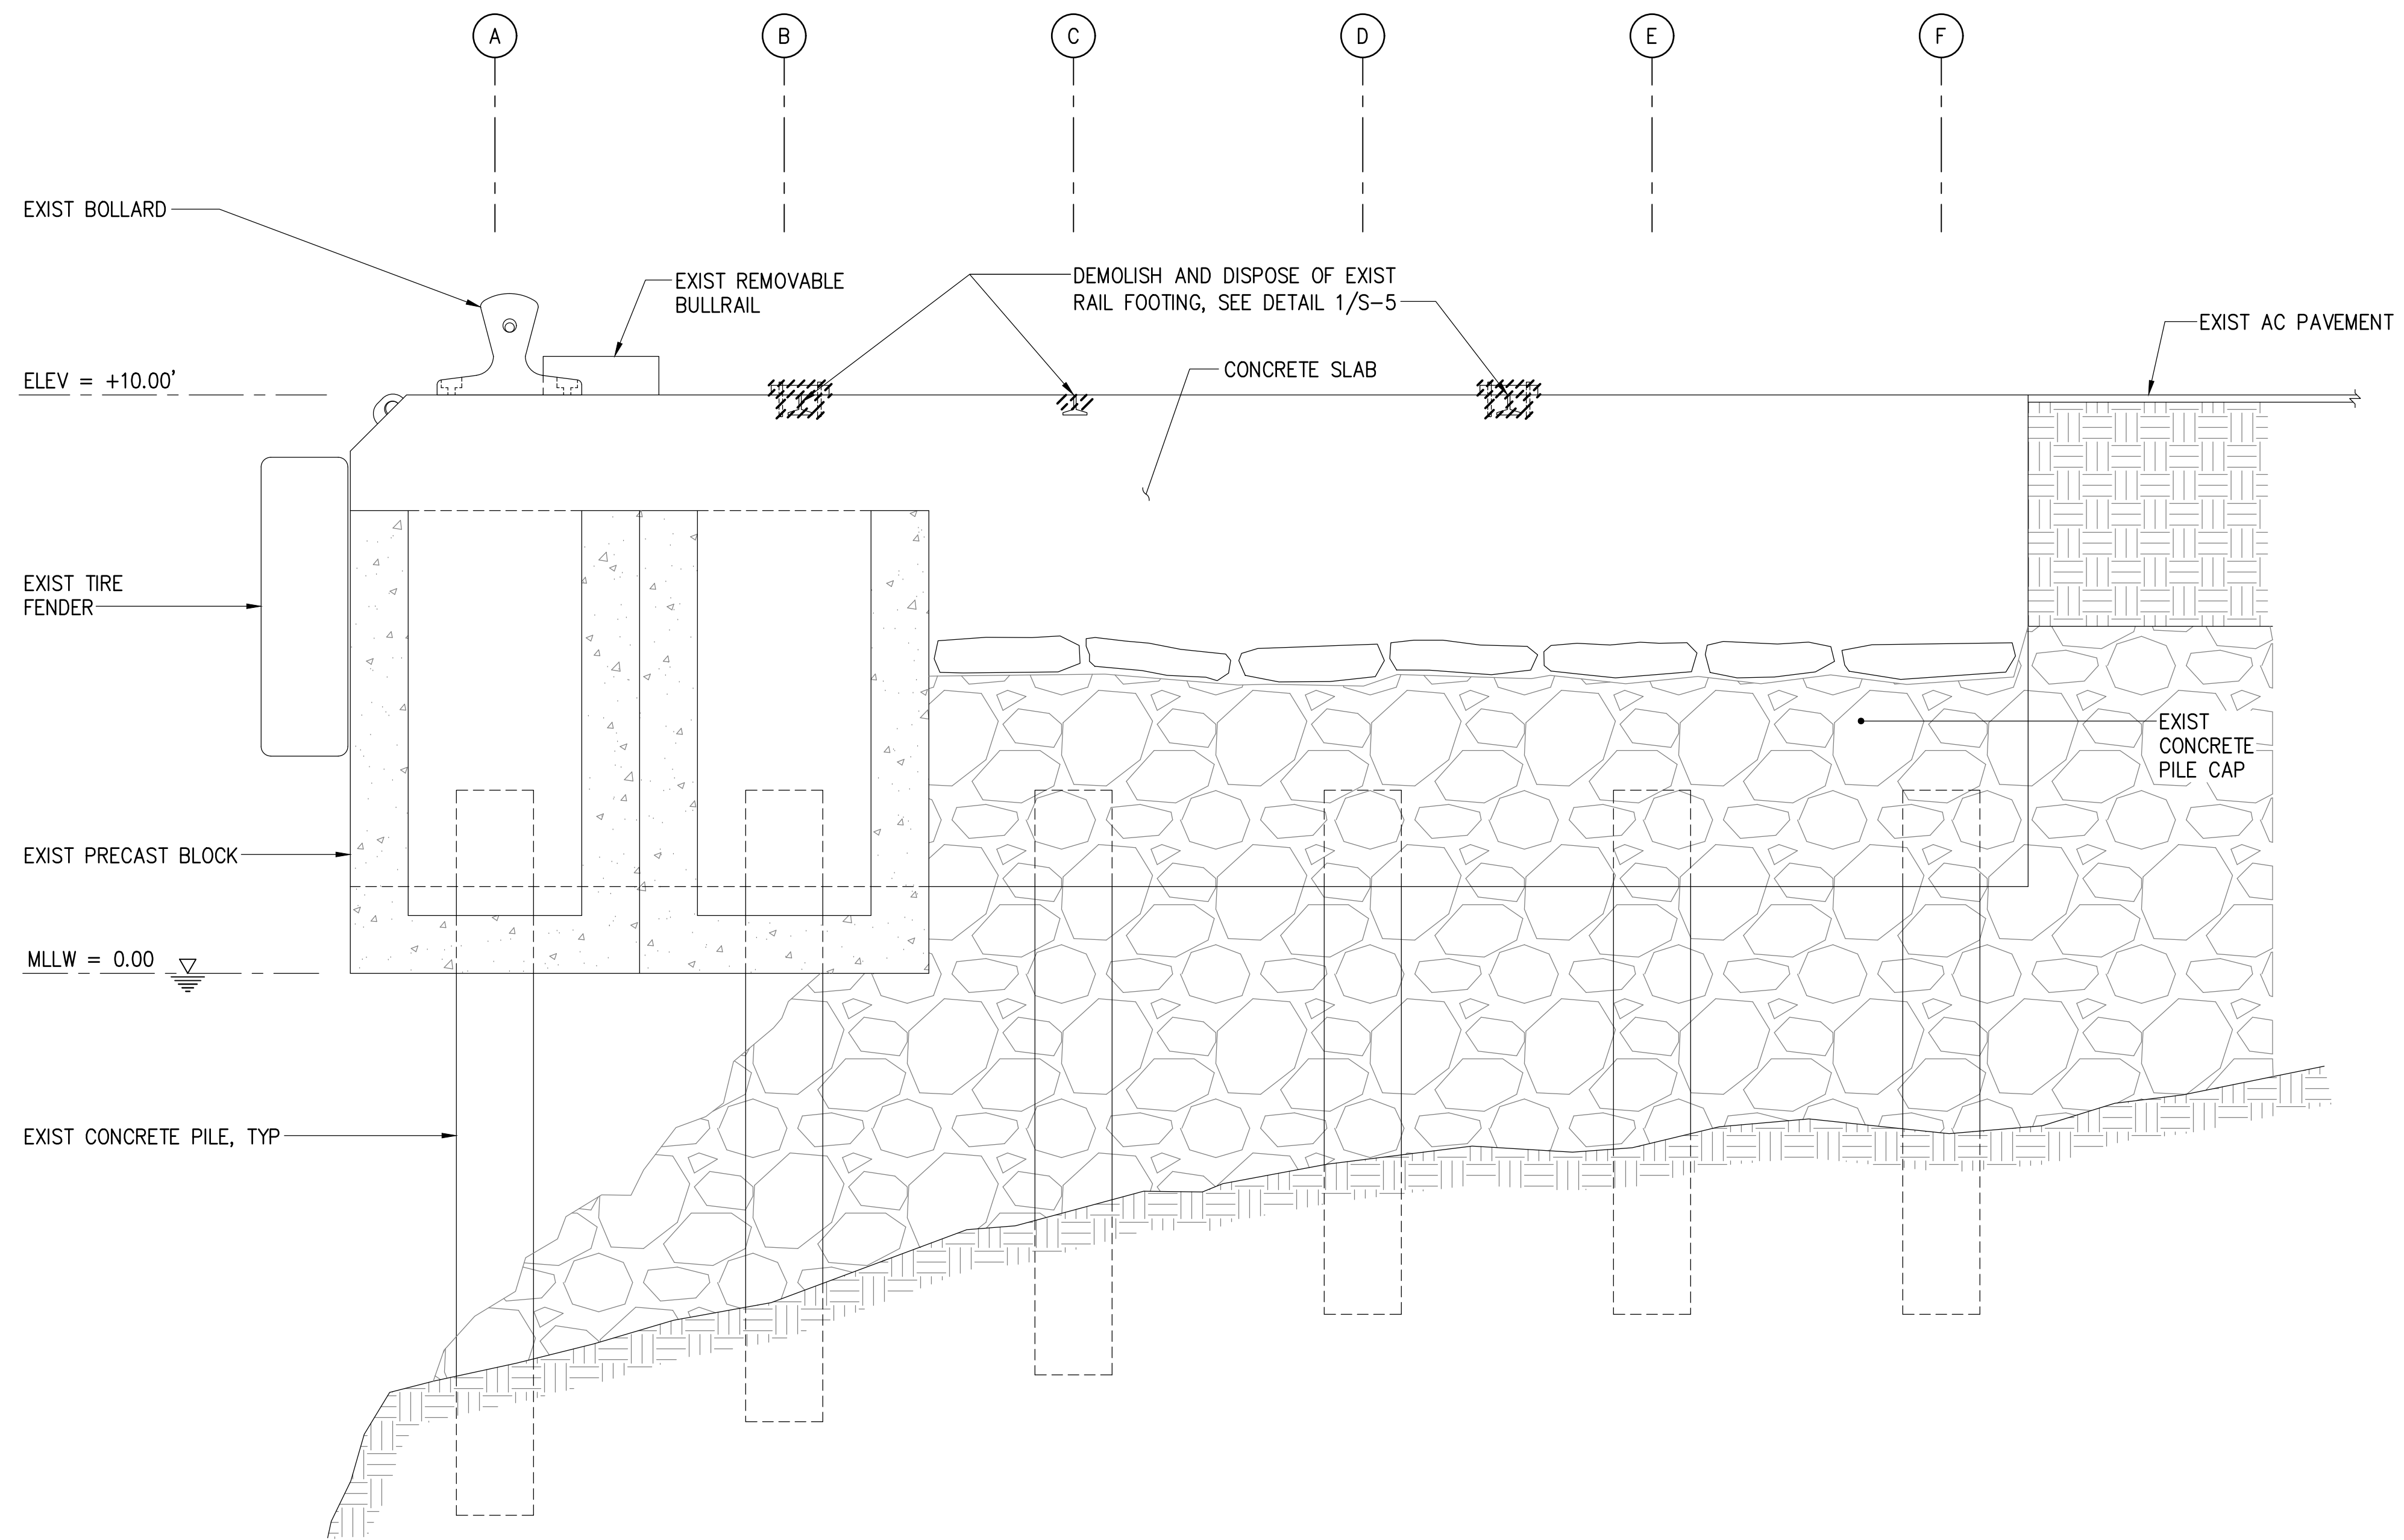 A
B
C
D
E
F
EXIST BOLLARD
EXIST REMOVABLE
BULLRAIL
DEMOLISH AND DISPOSE OF EXIST
RAIL FOOTING, SEE DETAIL 1/S-5
EXIST AC PAVEMENT
CONCRETE SLAB
ELEV = +10.00'
EXIST TIRE
FENDER
EXIST
CONCRETE
PILE CAP
EXIST PRECAST BLOCK
MLLW = 0.00
EXIST CONCRETE PILE, TYP